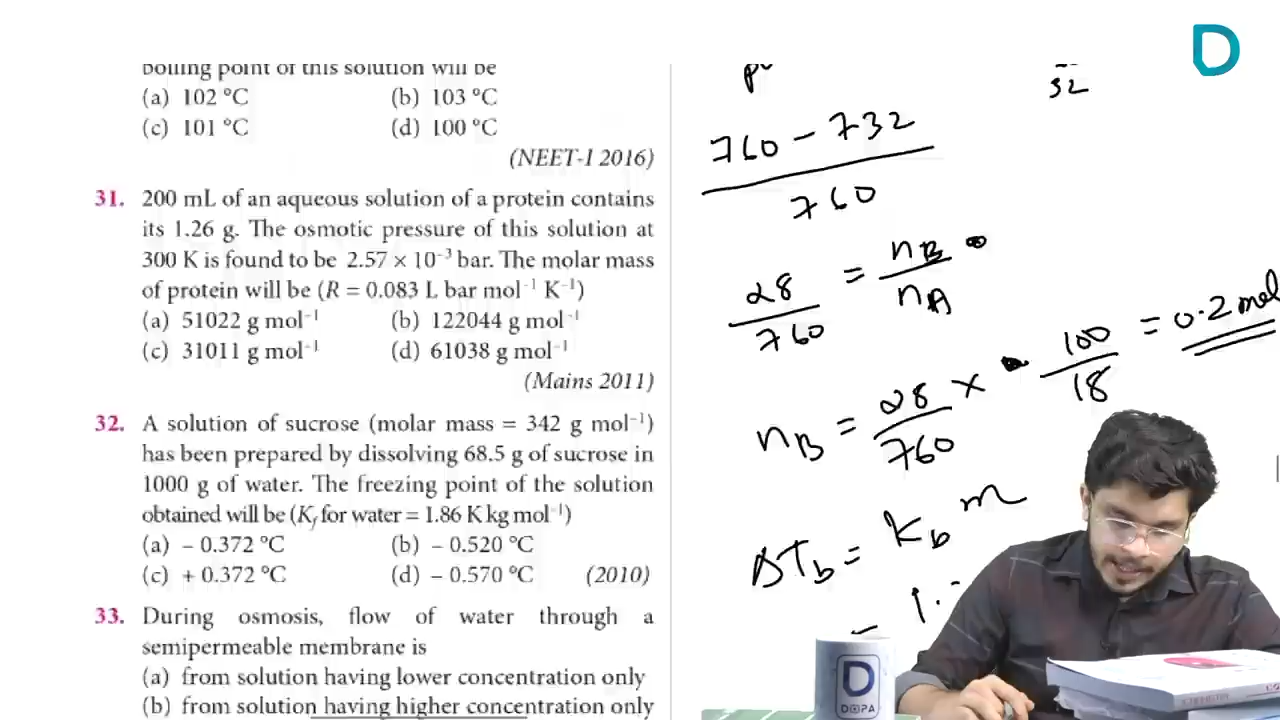 boiling point of this solution will be
(a) 102 °C (b) 103 °C
(c) 101 °C (d) 100 °C
(NEET-I 2016)
31. 200 mL of an aqueous solution of a protein contains
its 1.26 g. The osmotic pressure of this solution at
300 K is found to be 2.57 × 10⁻³ bar. The molar mass
of protein will be (R = 0.083 L bar mol⁻¹ K⁻¹)
(a) 51022 g mol⁻¹ (b) 122044 g mol⁻¹
(c) 31011 g mol⁻¹ (d) 61038 g mol⁻¹
(Mains 2011)
32. A solution of sucrose (molar mass = 342 g mol⁻¹)
has been prepared by dissolving 68.5 g of sucrose in
1000 g of water. The freezing point of the solution
obtained will be (Kf for water = 1.86 K kg mol⁻¹)
(a) – 0.372 °C (b) – 0.520 °C
(c) + 0.372 °C (d) – 0.570 °C (2010)
33. During osmosis, flow of water through a
semipermeable membrane is
(a) from solution having lower concentration only
(b) from solution having higher concentration only
p°
32
760 – 732
760
28 = nB
760 nA
nB = 28 × 100 = 0.2 mol
760 18
ΔTb = Kb m
=
D
D
DOPA